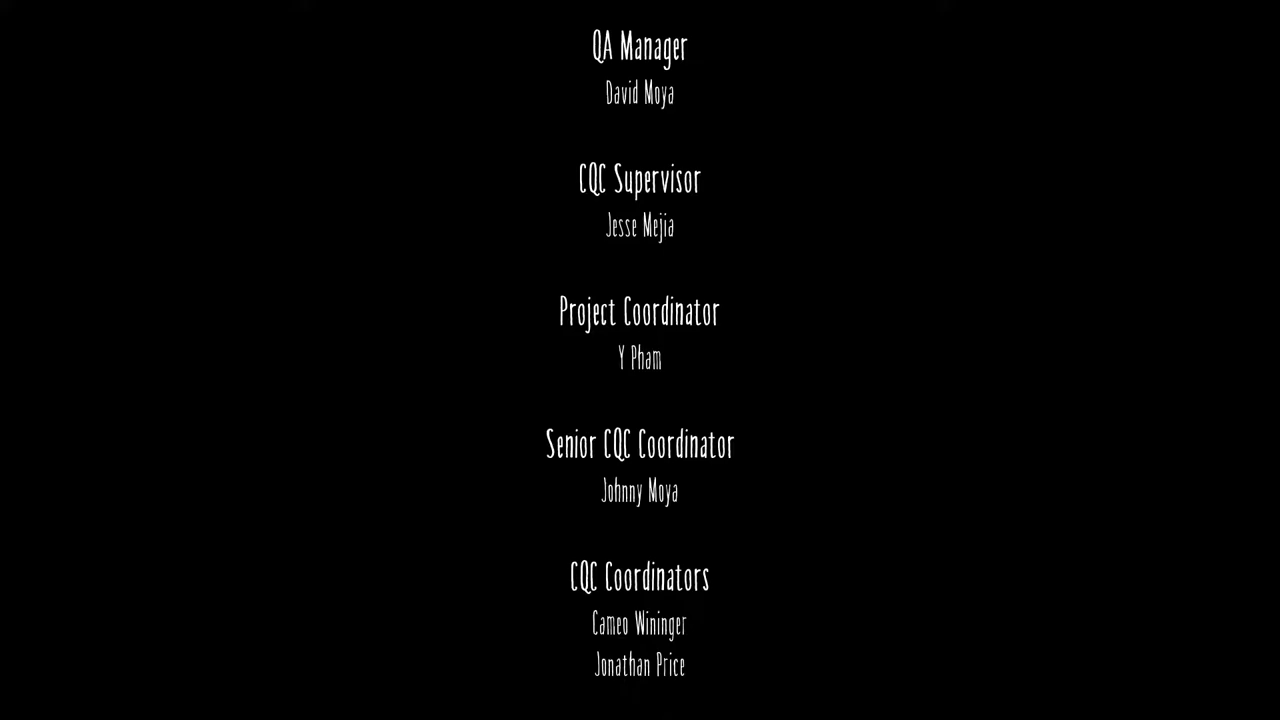 QA Manager
David Moya
CQC Supervisor
Jesse Mejia
Project Coordinator
Y Pham
Senior CQC Coordinator
Johnny Moya
CQC Coordinators
Cameo Wininger
Jonathan Price